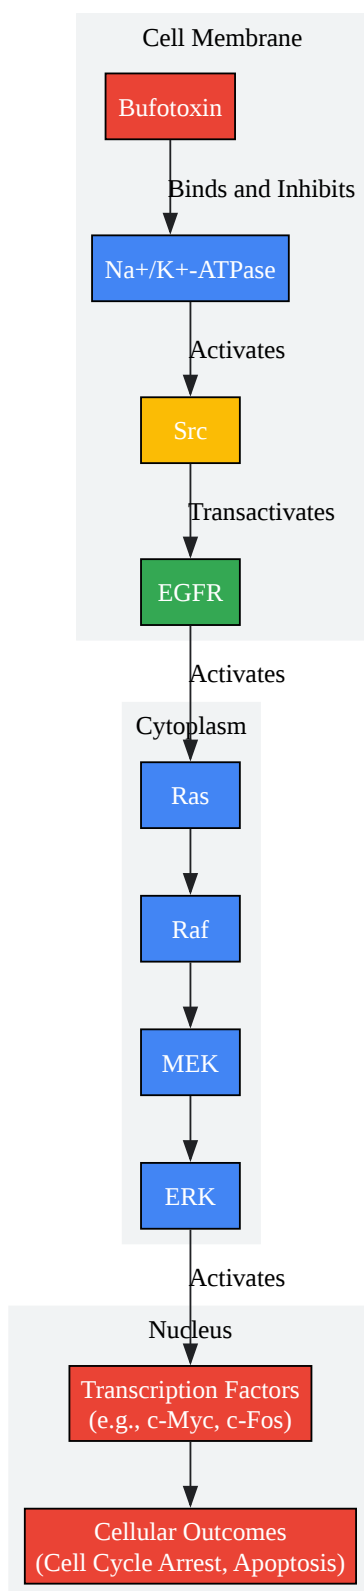 Cell Membrane
Bufotoxin
Binds and Inhibits
Na+/K+-ATPase
Activates
Src
Transactivates
EGFR
Activates
Cytoplasm
Ras
Raf
MEK
ERK
Activates
Nucleus
Transcription Factors
(e.g., c-Myc, c-Fos)
Cellular Outcomes
(Cell Cycle Arrest, Apoptosis)